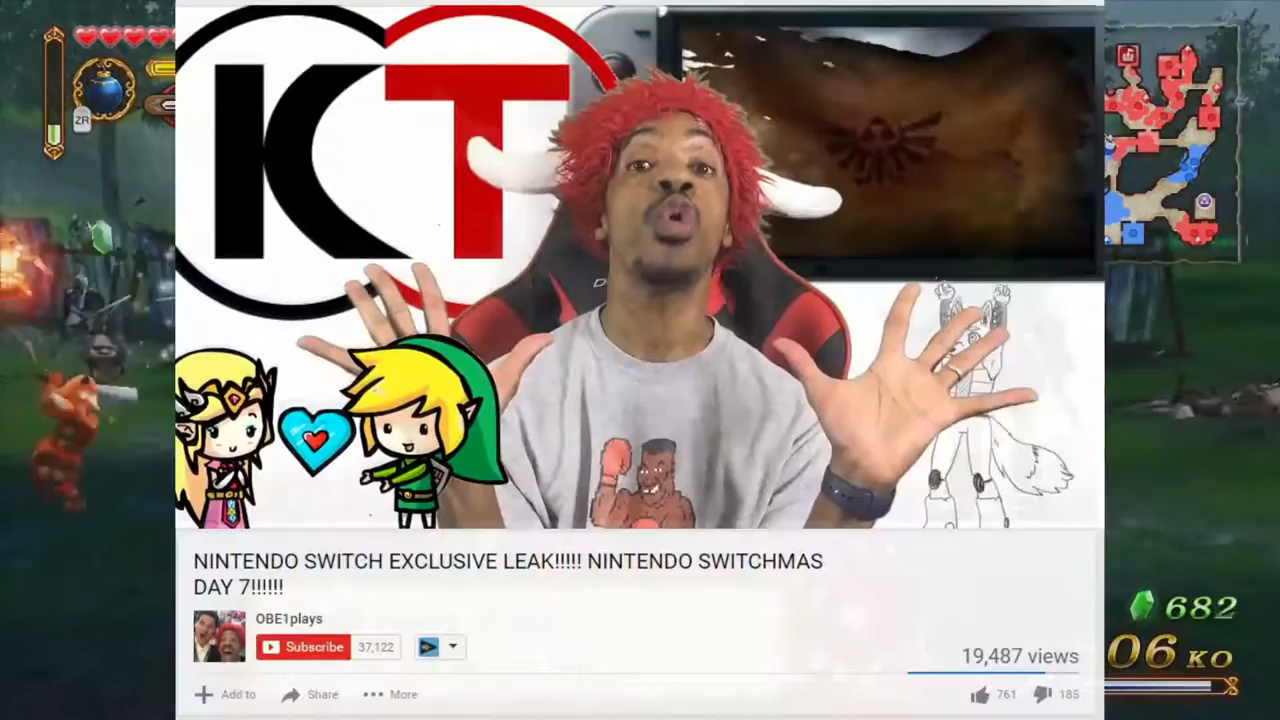 KT
D
ZR
NINTENDO SWITCH EXCLUSIVE LEAK!!!!! NINTENDO SWITCHMAS
DAY 7!!!!!!
OBE1plays
Subscribe 37,122
19,487 views
Add to Share More
761 185
682
06 KO